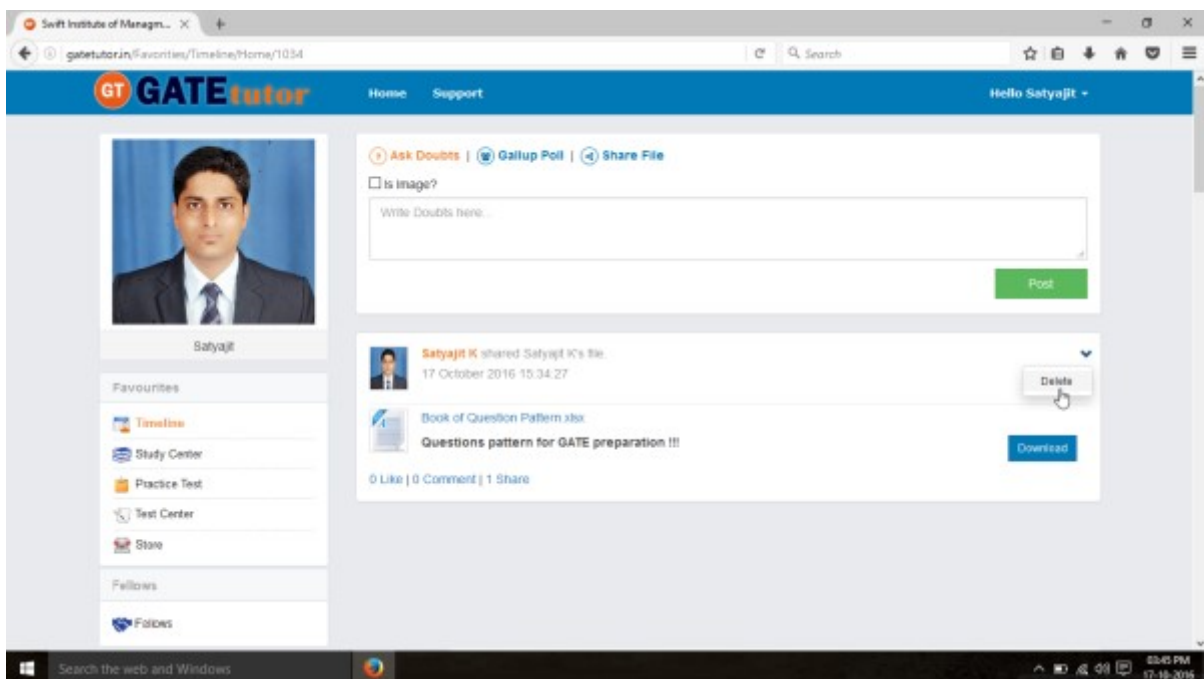 Swift Institute of Managm...
gatetutor.in/Favorities/Timeline/Home/1034
Search
GT GATEtutor
Home Support
Hello Satyajit
Ask Doubts | Gallup Poll | Share File
Is Image?
Write Doubts here...
Post
Satyajit
Satyajit K shared Satyajit K's file.
17 October 2016 15:34:27
Delete
Book of Question Pattern.xlsx
Questions pattern for GATE preparation !!!
Download
0 Like | 0 Comment | 1 Share
Favourites
Timeline
Study Center
Practice Test
Test Center
Store
Fellows
Fellows
Search the web and Windows
03:45 PM
17-10-2016